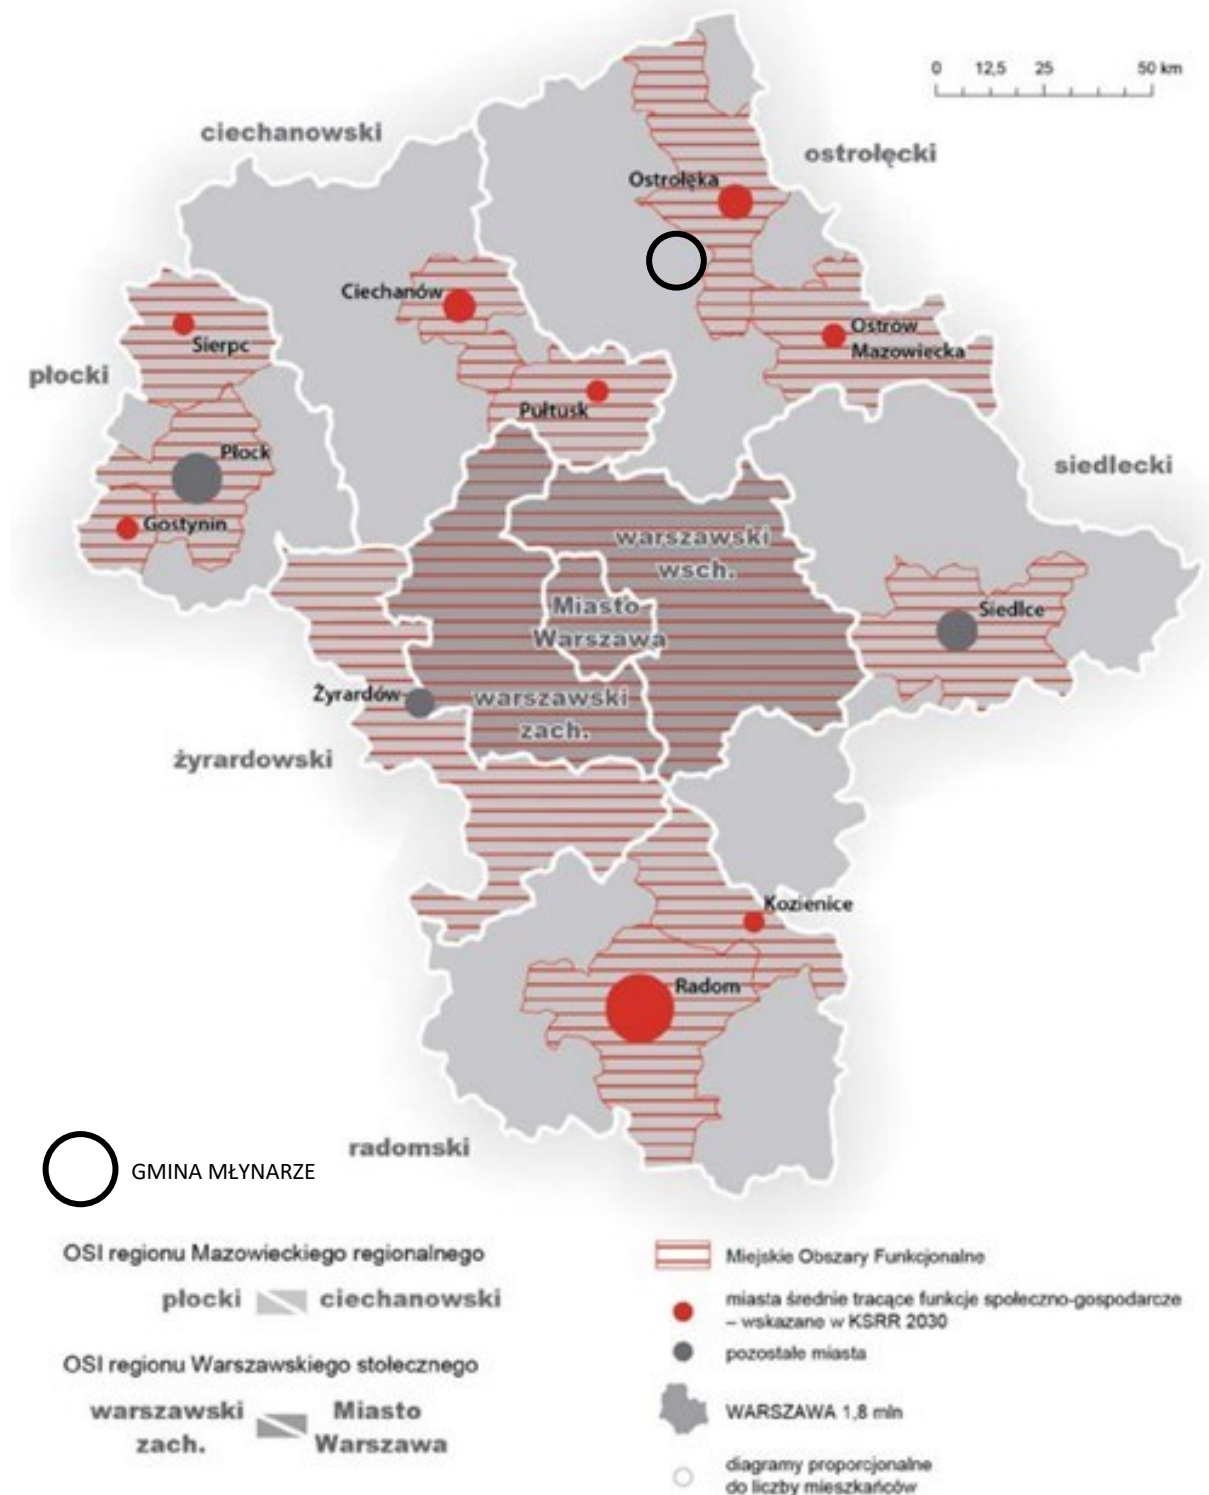 0 12,5 25 50 km
ciechanowski
ostrołęcki
Ostrołęka
Ciechanów
Sierpc
Ostrów
Mazowiecka
płocki
Pułtusk
Płock
siedlecki
Gostynin
warszawski
wsch.
Miasto
Warszawa
Siedlce
Żyrardów
warszawski
zach.
żyrardowski
Kozienice
Radom
radomski
GMINA MŁYNARZE
OSI regionu Mazowieckiego regionalnego
płocki ciechanowski
OSI regionu Warszawskiego stołecznego
warszawski
zach.
Miasto
Warszawa
Miejskie Obszary Funkcjonalne
miasta średnie tracące funkcje społeczno-gospodarcze
– wskazane w KSRR 2030
pozostałe miasta
WARSZAWA 1,8 mln
diagramy proporcjonalne
do liczby mieszkańców